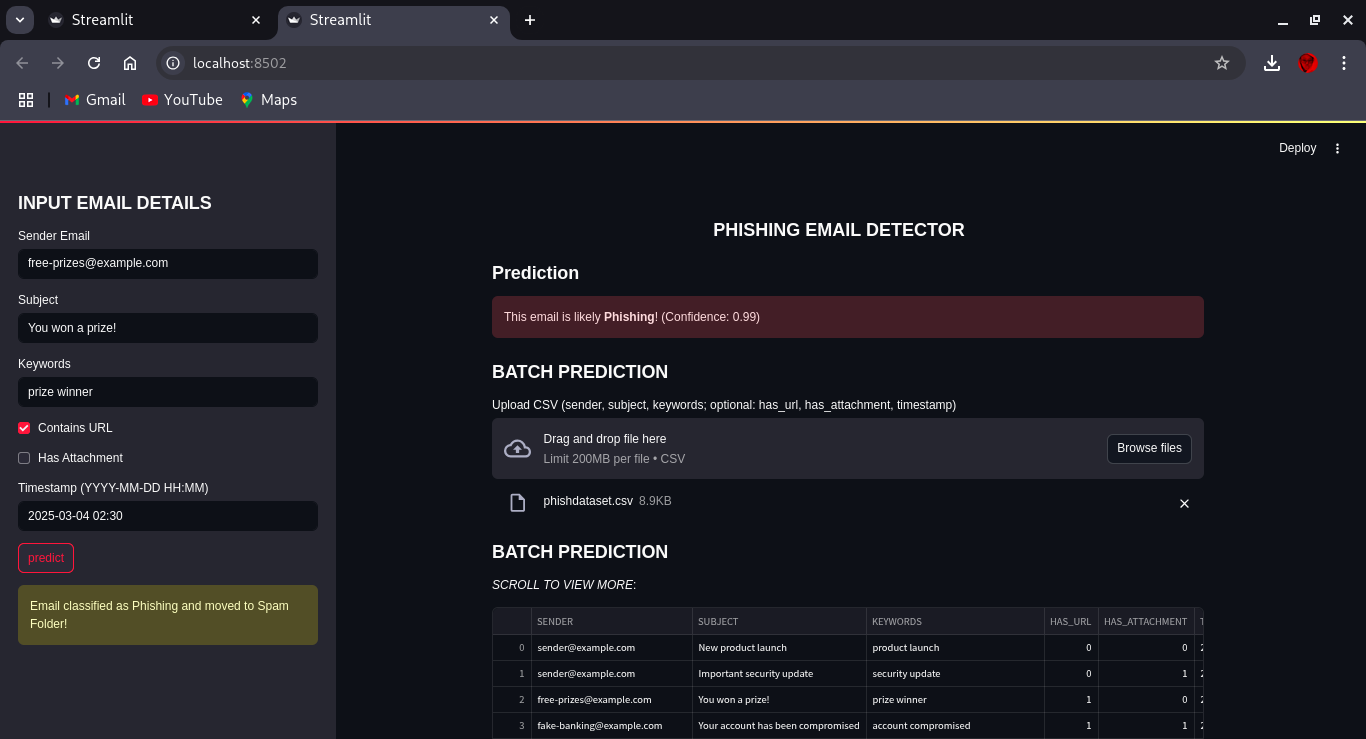 Streamlit
Streamlit
localhost:8502
Gmail
YouTube
Maps
Deploy
INPUT EMAIL DETAILS
Sender Email
free-prizes@example.com
Subject
You won a prize!
Keywords
prize winner
Contains URL
Has Attachment
Timestamp (YYYY-MM-DD HH:MM)
2025-03-04 02:30
predict
Email classified as Phishing and moved to Spam
Folder!
PHISHING EMAIL DETECTOR
Prediction
This email is likely Phishing! (Confidence: 0.99)
BATCH PREDICTION
Upload CSV (sender, subject, keywords; optional: has_url, has_attachment, timestamp)
Drag and drop file here
Limit 200MB per file • CSV
Browse files
phishdataset.csv 8.9KB
BATCH PREDICTION
SCROLL TO VIEW MORE:
SENDER SUBJECT KEYWORDS HAS_URL HAS_ATTACHMENT
0 sender@example.com New product launch product launch 0 0
1 sender@example.com Important security update security update 0 1
2 free-prizes@example.com You won a prize! prize winner 1 0
3 fake-banking@example.com Your account has been compromised account compromised 1 1